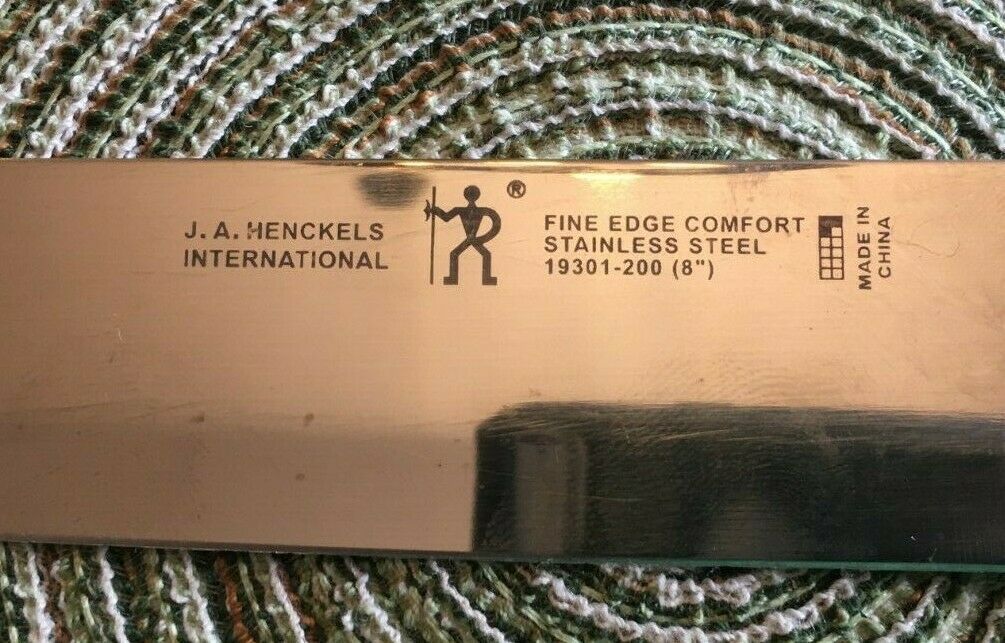 J. A. HENCKELS
INTERNATIONAL
®
FINE EDGE COMFORT
STAINLESS STEEL
19301-200 (8")
MADE IN
CHINA